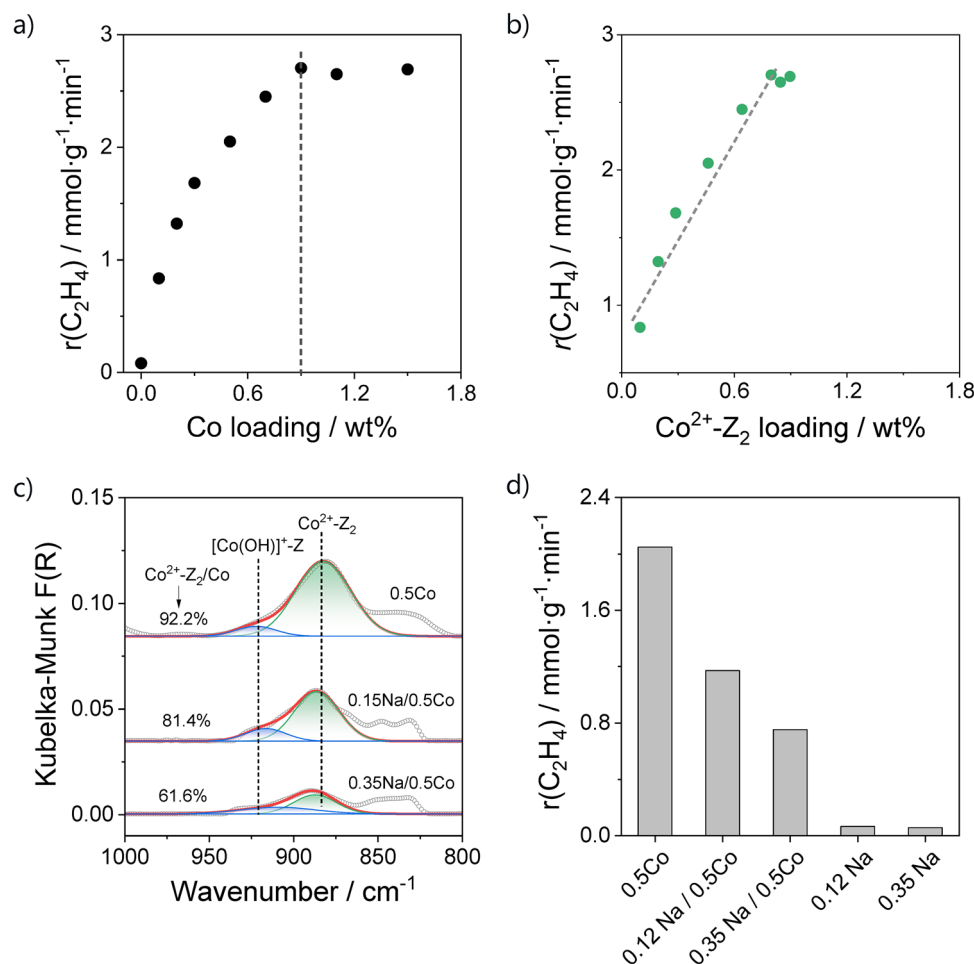 a)
r(C₂H₄) / mmol·g⁻¹·min⁻¹
3
2
1
0
0.0 0.6 1.2 1.8
Co loading / wt%
b)
r(C₂H₄) / mmol·g⁻¹·min⁻¹
3
2
1
0.0 0.6 1.2 1.8
Co²⁺-Z₂ loading / wt%
c)
Kubelka-Munk F(R)
0.15
0.10
0.05
0.00
Co²⁺-Z₂
[Co(OH)]⁺-Z
Co²⁺-Z₂/Co
92.2%
0.5Co
81.4%
0.15Na/0.5Co
61.6%
0.35Na/0.5Co
1000 950 900 850 800
Wavenumber / cm⁻¹
d)
r(C₂H₄) / mmol·g⁻¹·min⁻¹
2.4
1.6
0.8
0.0
0.5Co
0.12 Na / 0.5Co
0.35 Na / 0.5Co
0.12 Na
0.35 Na